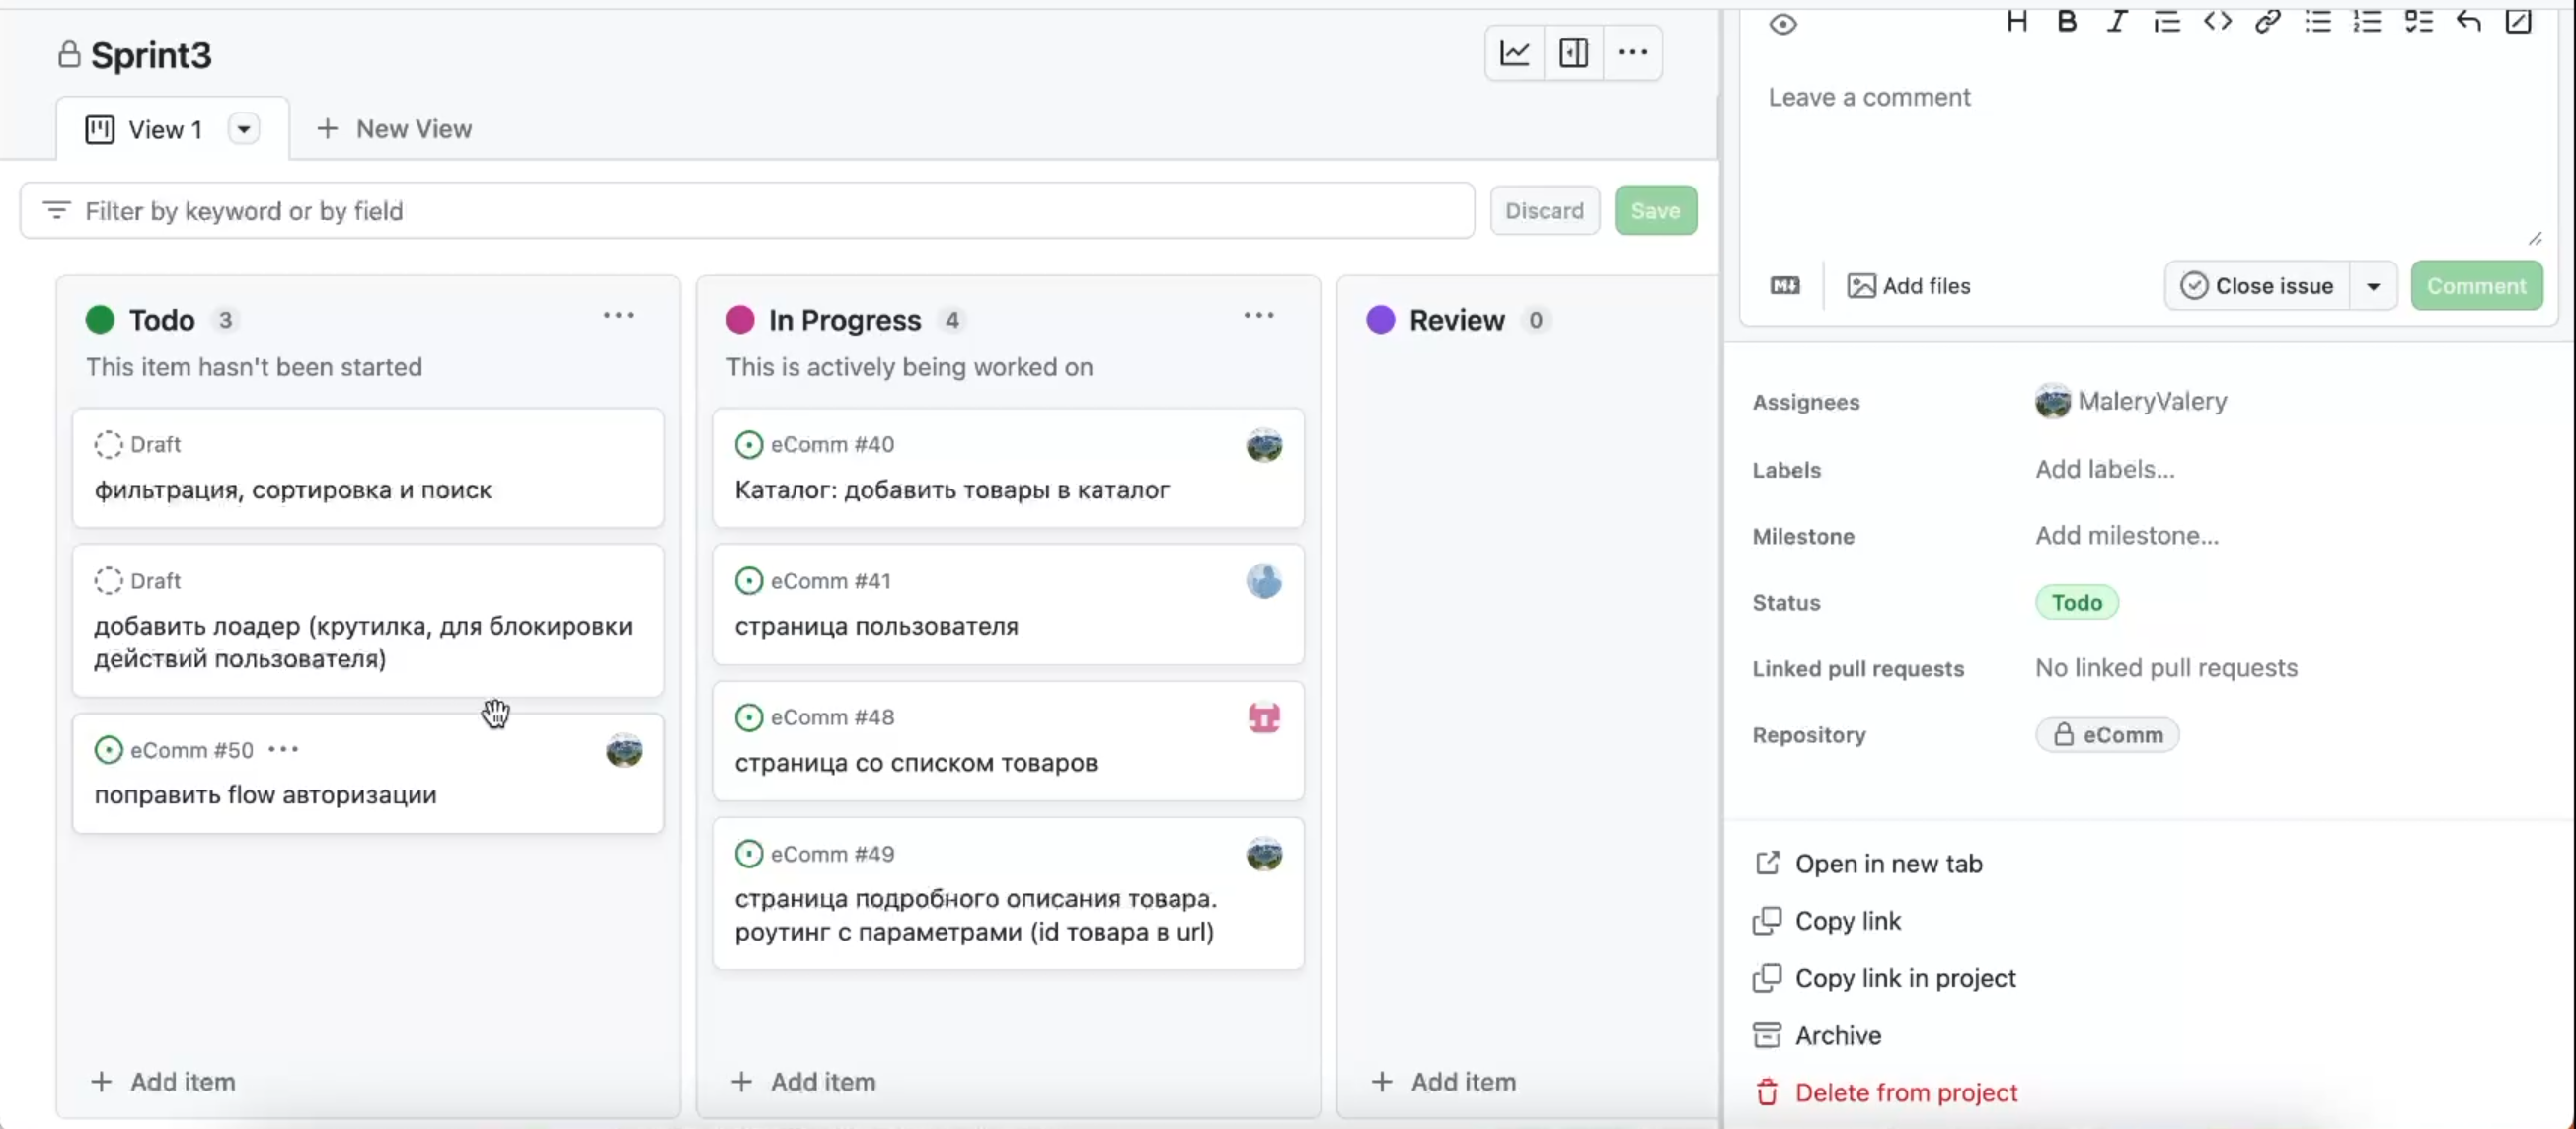 Sprint3
View 1
New View
Filter by keyword or by field
Discard
Save
Todo 3
This item hasn't been started
Draft
фильтрация, сортировка и поиск
Draft
добавить лоадер (крутилка, для блокировки
действий пользователя)
eComm #50
поправить flow авторизации
Add item
In Progress 4
This is actively being worked on
eComm #40
Каталог: добавить товары в каталог
eComm #41
страница пользователя
eComm #48
страница со списком товаров
eComm #49
страница подробного описания товара.
роутинг с параметрами (id товара в url)
Add item
Review 0
Add item
H B I
Leave a comment
Add files
Close issue
Comment
Assignees MaleryValery
Labels Add labels...
Milestone Add milestone...
Status Todo
Linked pull requests No linked pull requests
Repository eComm
Open in new tab
Copy link
Copy link in project
Archive
Delete from project